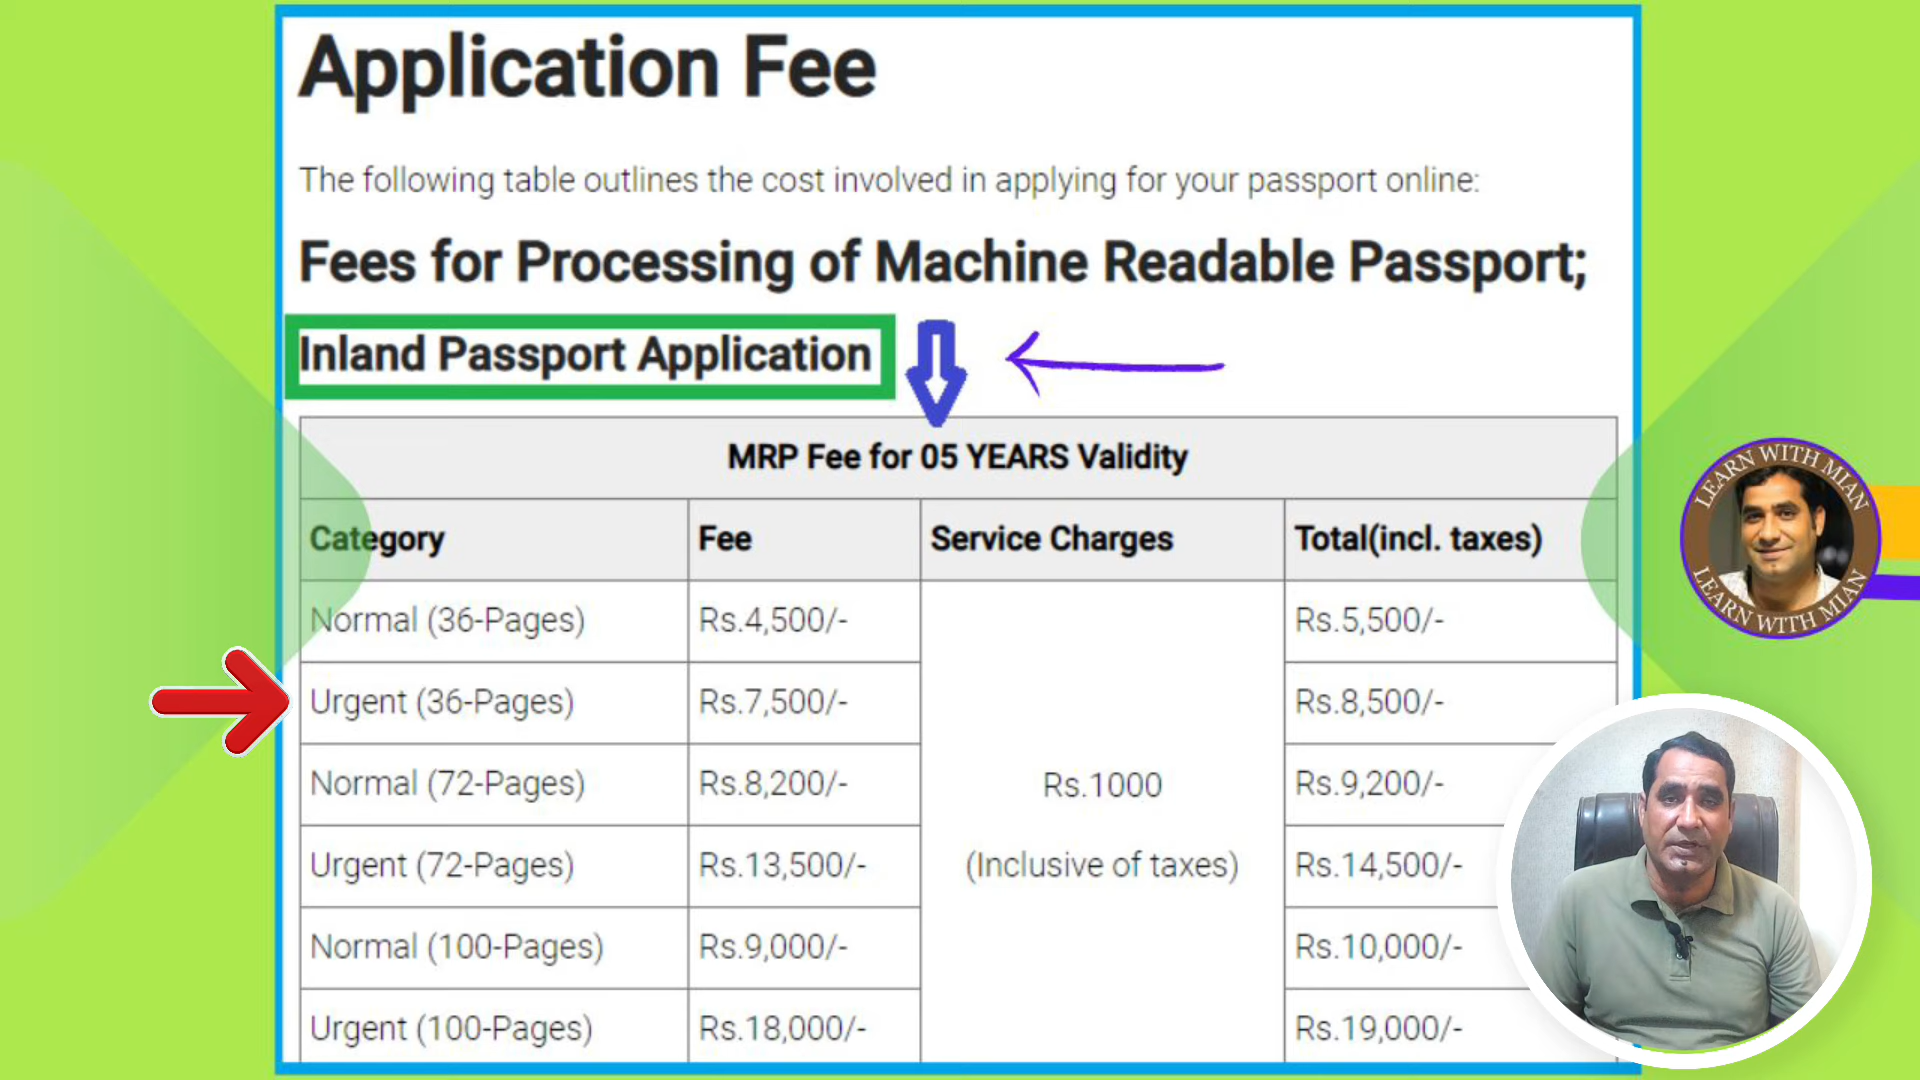 Application Fee
The following table outlines the cost involved in applying for your passport online:
Fees for Processing of Machine Readable Passport;
Inland Passport Application
MRP Fee for 05 YEARS Validity
Category Fee Service Charges Total(incl. taxes)
Normal (36-Pages) Rs.4,500/- Rs.5,500/-
Urgent (36-Pages) Rs.7,500/- Rs.8,500/-
Normal (72-Pages) Rs.8,200/- Rs.1000 Rs.9,200/-
Urgent (72-Pages) Rs.13,500/- (Inclusive of taxes) Rs.14,500/-
Normal (100-Pages) Rs.9,000/- Rs.10,000/-
Urgent (100-Pages) Rs.18,000/- Rs.19,000/-
LEARN WITH MIAN
LEARN WITH MIAN